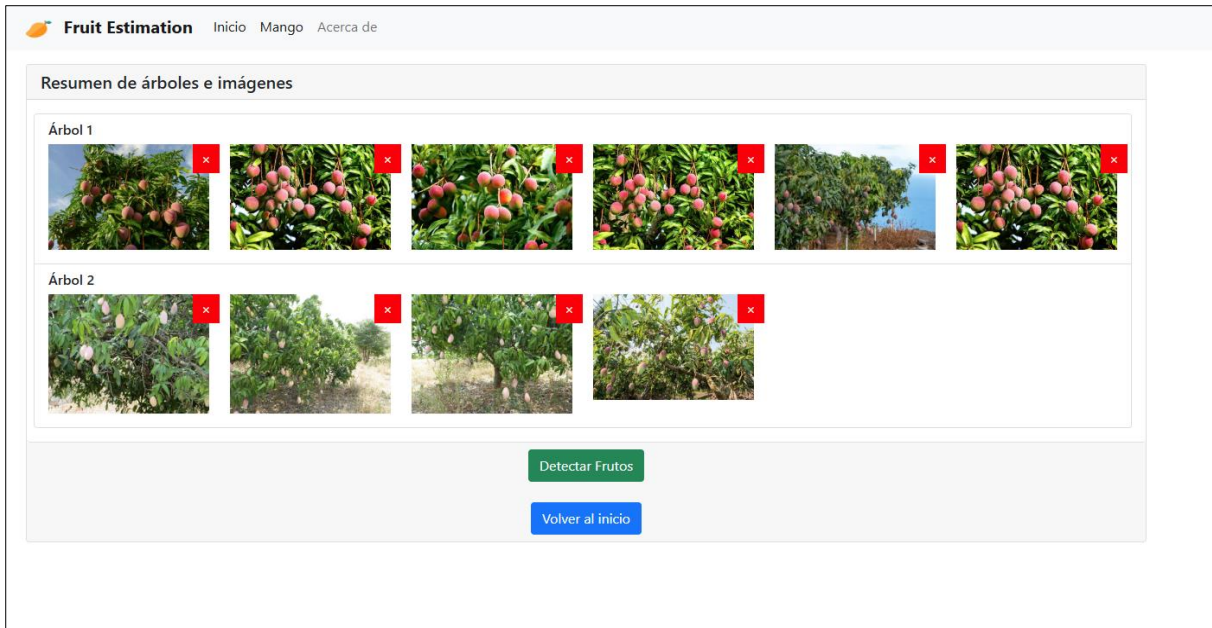 Fruit Estimation Inicio Mango Acerca de
Resumen de árboles e imágenes
Árbol 1
× × × × × ×
Árbol 2
× × × ×
Detectar Frutos
Volver al inicio